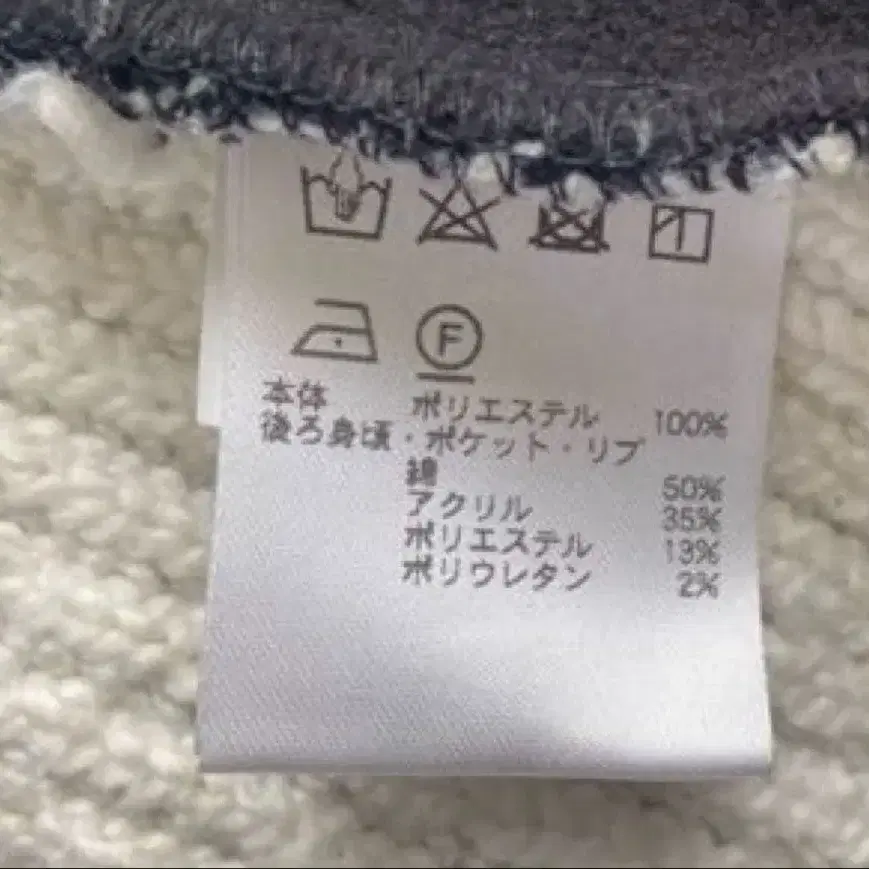 F
本体 ポリエステル 100%
後ろ身頃・ポケット・リブ
綿 50%
アクリル 35%
ポリエステル 13%
ポリウレタン 2%